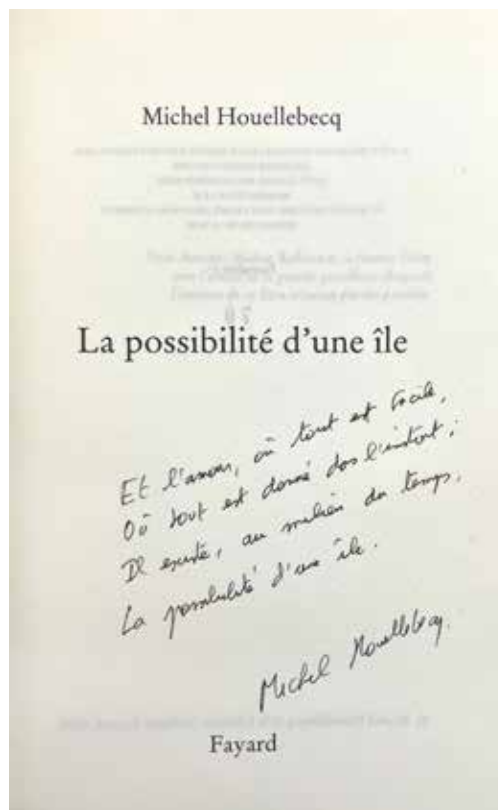 Michel Houellebecq
La possibilité d'une île
Et l'amour, où tout est facile,
Où tout est donné dans l'instant ;
Il existe, au milieu du temps,
La possibilité d'une île.
Michel Houellebecq.
Fayard